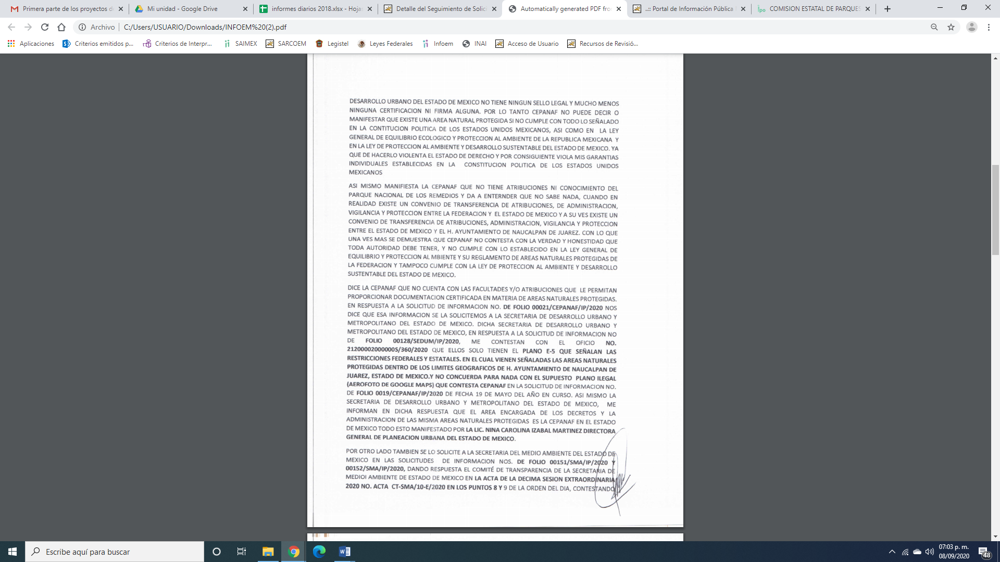 Primera parte de los proyectos d
Mi unidad - Google Drive
informes diarios 2018.xlsx - Hojas
Detalle del Seguimiento de Solici
Automatically generated PDF from
..:: Portal de Información Pública
ipo COMISION ESTATAL DE PARQUES
Archivo | C:/Users/USUARIO/Downloads/INFOEM%20(2).pdf
Aplicaciones Criterios emitidos p... Criterios de Interpr... SAIMEX SARCOEM Legistel Leyes Federales Infoem INAI Acceso de Usuario Recursos de Revisió...
DESARROLLO URBANO DEL ESTADO DE MEXICO NO TIENE NINGUN SELLO LEGAL Y MUCHO MENOS
NINGUNA CERTIFICACION NI FIRMA ALGUNA. POR LO TANTO CEPANAF NO PUEDE DECIR O
MANIFESTAR QUE EXISTE UNA AREA NATURAL PROTEGIDA SI NO CUMPLE CON TODO LO SEÑALADO
EN LA CONTITUCION POLITICA DE LOS ESTADOS UNIDOS MEXICANOS, ASI COMO EN LA LEY
GENERAL DE EQUILIBRIO ECOLOGICO Y PROTECCION AL AMBIENTE DE LA REPUBLICA MEXICANA Y
EN LA LEY DE PROTECCION AL AMBIENTE Y DESARROLLO SUSTENTABLE DEL ESTADO DE MEXICO. YA
QUE DE HACERLO VIOLENTA EL ESTADO DE DERECHO Y POR CONSIGUIENTE VIOLA MIS GARANTIAS
INDIVIDUALES ESTABLECIDAS EN LA CONSTITUCION POLITICA DE LOS ESTADOS UNIDOS
MEXICANOS
ASI MISMO MANIFIESTA LA CEPANAF QUE NO TIENE ATRIBUCIONES NI CONOCIMIENTO DEL
PARQUE NACIONAL DE LOS REMEDIOS Y DA A ENTERNDER QUE NO SABE NADA, CUANDO EN
REALIDAD EXISTE UN CONVENIO DE TRANSFERENCIA DE ATRIBUCIONES, DE ADMINISTRACION,
VIGILANCIA Y PROTECCION ENTRE LA FEDERACION Y EL ESTADO DE MEXICO Y A SU VES EXISTE UN
CONVENIO DE TRANSFERENCIA DE ATRIBUCIONES, ADMINISTRACION, VIGILANCIA Y PROTECCION
ENTRE EL ESTADO DE MEXICO Y EL H. AYUNTAMIENTO DE NAUCALPAN DE JUAREZ. CON LO QUE
UNA VES MAS SE DEMUESTRA QUE CEPANAF NO CONTESTA CON LA VERDAD Y HONESTIDAD QUE
TODA AUTORIDAD DEBE TENER, Y NO CUMPLE CON LO ESTABLECIDO EN LA LEY GENERAL DE
EQUILIBRIO Y PROTECCION AL MBIENTE Y SU REGLAMENTO DE AREAS NATURALES PROTEGIDAS DE
LA FEDERACION Y TAMPOCO CUMPLE CON LA LEY DE PROTECCION AL AMBIENTE Y DESARROLLO
SUSTENTABLE DEL ESTADO DE MEXICO.
DICE LA CEPANAF QUE NO CUENTA CON LAS FACULTADES Y/O ATRIBUCIONES QUE LE PERMITAN
PROPORCIONAR DOCUMENTACION CERTIFICADA EN MATERIA DE AREAS NATURALES PROTEGIDAS.
EN RESPUESTA A LA SOLICITUD DE INFORMACION NO. DE FOLIO 00021/CEPANAF/IP/2020 NOS
DICE QUE ESA INFORMACION SE LA SOLICITEMOS A LA SECRETARIA DE DESARROLLO URBANO Y
METROPOLITANO DEL ESTADO DE MEXICO. DICHA SECRETARIA DE DESARROLLO URBANO Y
METROPOLITANO DEL ESTADO DE MEXICO, EN RESPUESTA A LA SOLICITUD DE INFORMACION NO
DE FOLIO 00128/SEDUM/IP/2020, ME CONTESTAN CON EL OFICIO NO.
21200002000000S/360/2020 QUE ELLOS SOLO TIENEN EL PLANO E-5 QUE SEÑALAN LAS
RESTRICCIONES FEDERALES Y ESTATALES. EN EL CUAL VIENEN SEÑALADAS LAS AREAS NATURALES
PROTEGIDAS DENTRO DE LOS LIMITES GEOGRAFICOS DE H. AYUNTAMIENTO DE NAUCALPAN DE
JUAREZ, ESTADO DE MEXICO.Y NO CONCUERDA PARA NADA CON EL SUPUESTO PLANO ILEGAL
(AEROFOTO DE GOOGLE MAPS) QUE CONTESTA CEPANAF EN LA SOLICITUD DE INFORMACION NO.
DE FOLIO 0019/CEPANAF/IP/2020 DE FECHA 19 DE MAYO DEL AÑO EN CURSO. ASI MISMO LA
SECRETARIA DE DESARROLLO URBANO Y METROPOLITANO DEL ESTADO DE MEXICO, ME
INFORMAN EN DICHA RESPUESTA QUE EL AREA ENCARGADA DE LOS DECRETOS Y LA
ADMINISTRACION DE LAS MISMA AREAS NATURALES PROTEGIDAS ES LA CEPANAF EN EL ESTADO
DE MEXICO TODO ESTO MANIFESTADO POR LA LIC. NINA CAROLINA IZABAL MARTINEZ DIRECTORA
GENERAL DE PLANEACION URBANA DEL ESTADO DE MEXICO.
POR OTRO LADO TAMBIEN SE LO SOLICITE A LA SECRETARIA DEL MEDIO AMBIENTE DEL ESTADO DE
MEXICO EN LAS SOLICITUDES DE INFORMACION NOS. DE FOLIO 00151/SMA/IP/2020 Y
00152/SMA/IP/2020, DANDO RESPUESTA EL COMITÉ DE TRANSPARENCIA DE LA SECRETARIA DE
MEDIOI AMBIENTE DE ESTADO DE MEXICO EN LA ACTA DE LA DECIMA SESION EXTRAORDINARIA
2020 NO. ACTA CT-SMA/10-E/2020 EN LOS PUNTOS 8 Y 9 DE LA ORDEN DEL DIA, CONTESTANDO
Escribe aquí para buscar
07:03 p. m.
08/09/2020
48